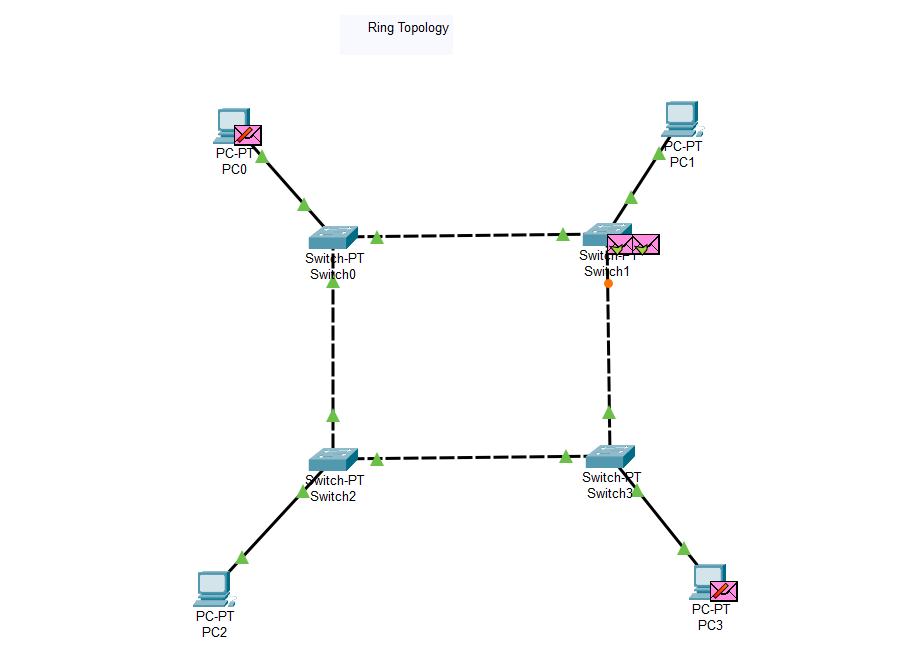 Ring Topology
PC-PT
PC0
PC-PT
PC1
Switch-PT
Switch0
Switch-PT
Switch1
Switch-PT
Switch2
Switch-PT
Switch3
PC-PT
PC2
PC-PT
PC3